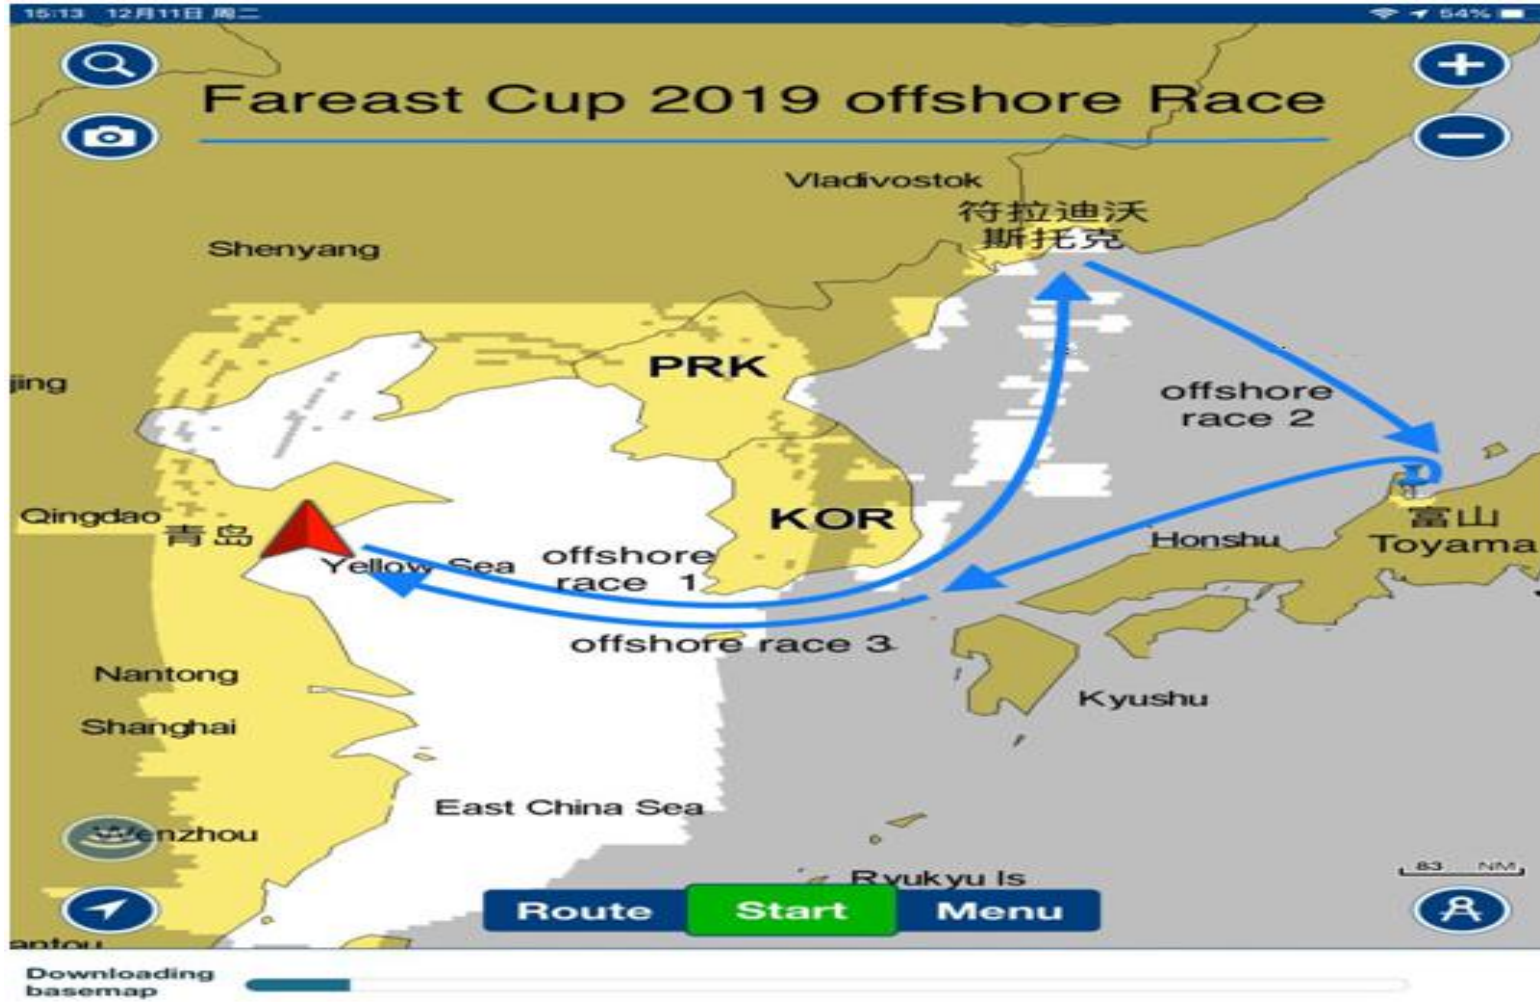 15:13 12月11日 周二
54%
Fareast Cup 2019 offshore Race
Vladivostok
符拉迪沃
斯托克
Shenyang
PRK
jing
offshore
race 2
Qingdao
青岛
KOR
富山
Toyama
Honshu
Yellow Sea
offshore
race 1
offshore race 3
Nantong
Kyushu
Shanghai
East China Sea
Wenzhou
83 NM
Ryukyu Is
Route
Start
Menu
antou
Downloading
basemap